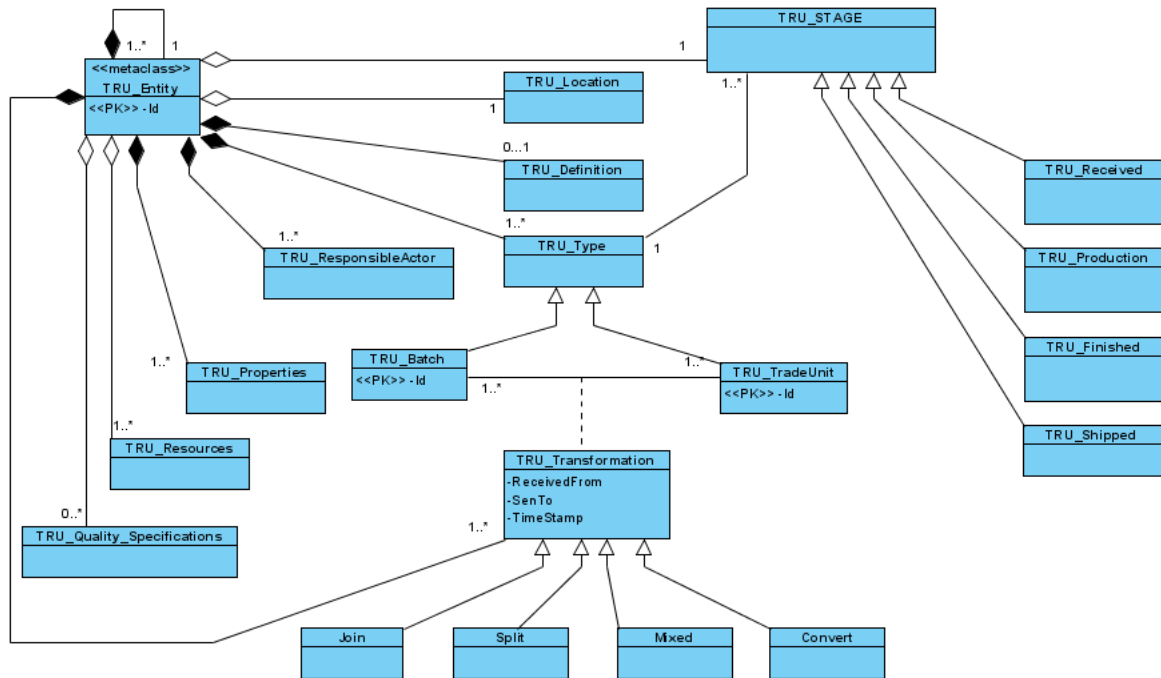 TRU_STAGE
1..*
1
1
<<metaclass>>
TRU_Entity
<<PK>> -Id
TRU_Location
1
1..*
0...1
TRU_Definition
TRU_Received
1..*
TRU_Type
1
1..*
TRU_ResponsibleActor
TRU_Production
1..*
TRU_Properties
TRU_Batch
<<PK>> -Id
1..*
1..*
TRU_TradeUnit
<<PK>> -Id
TRU_Finished
1..*
TRU_Resources
TRU_Shipped
TRU_Transformation
-ReceivedFrom
-SenTo
-TimeStamp
1..*
0..*
TRU_Quality_Specifications
Join
Split
Mixed
Convert